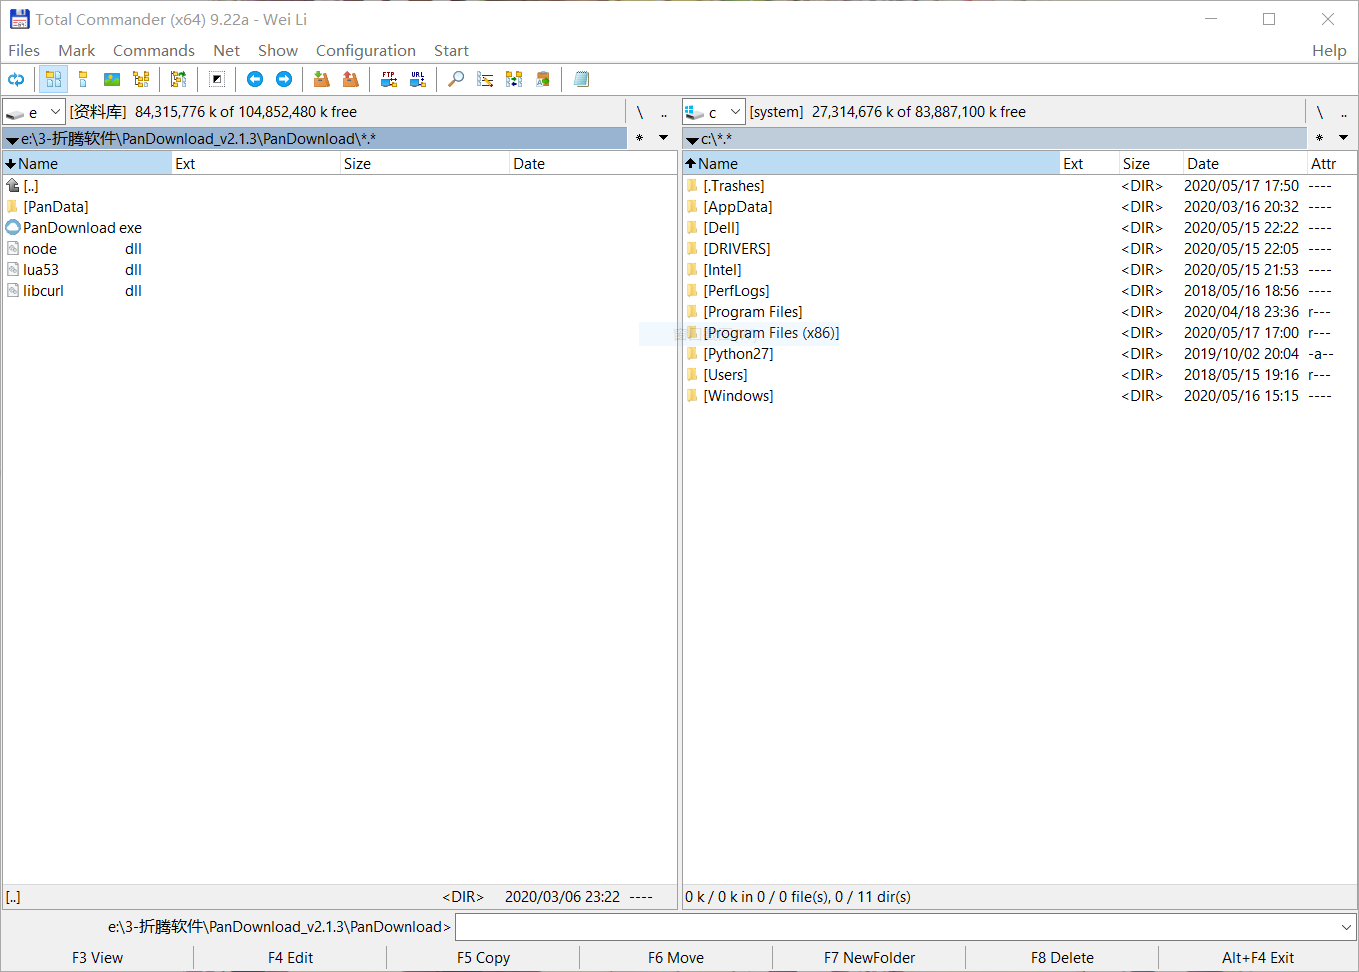 Total Commander (x64) 9.22a - Wei Li
Files Mark Commands Net Show Configuration Start Help
FTP URL
e [资料库] 84,315,776 k of 104,852,480 k free \ ..
c [system] 27,314,676 k of 83,887,100 k free \ ..
e:\3-折腾软件\PanDownload_v2.1.3\PanDownload\*.* *
c:\*.* *
Name Ext Size Date
[..]
[PanData]
PanDownload exe
node dll
lua53 dll
libcurl dll
Name Ext Size Date Attr
[.Trashes] <DIR> 2020/05/17 17:50 ----
[AppData] <DIR> 2020/03/16 20:32 ----
[Dell] <DIR> 2020/05/15 22:22 ----
[DRIVERS] <DIR> 2020/05/15 22:05 ----
[Intel] <DIR> 2020/05/15 21:53 ----
[PerfLogs] <DIR> 2018/05/16 18:56 ----
[Program Files] <DIR> 2020/04/18 23:36 r---
[Program Files (x86)] <DIR> 2020/05/17 17:00 r---
[Python27] <DIR> 2019/10/02 20:04 -a--
[Users] <DIR> 2018/05/15 19:16 r---
[Windows] <DIR> 2020/05/16 15:15 ----
[..] <DIR> 2020/03/06 23:22 ----
0 k / 0 k in 0 / 0 file(s), 0 / 11 dir(s)
e:\3-折腾软件\PanDownload_v2.1.3\PanDownload>
F3 View F4 Edit F5 Copy F6 Move F7 NewFolder F8 Delete Alt+F4 Exit